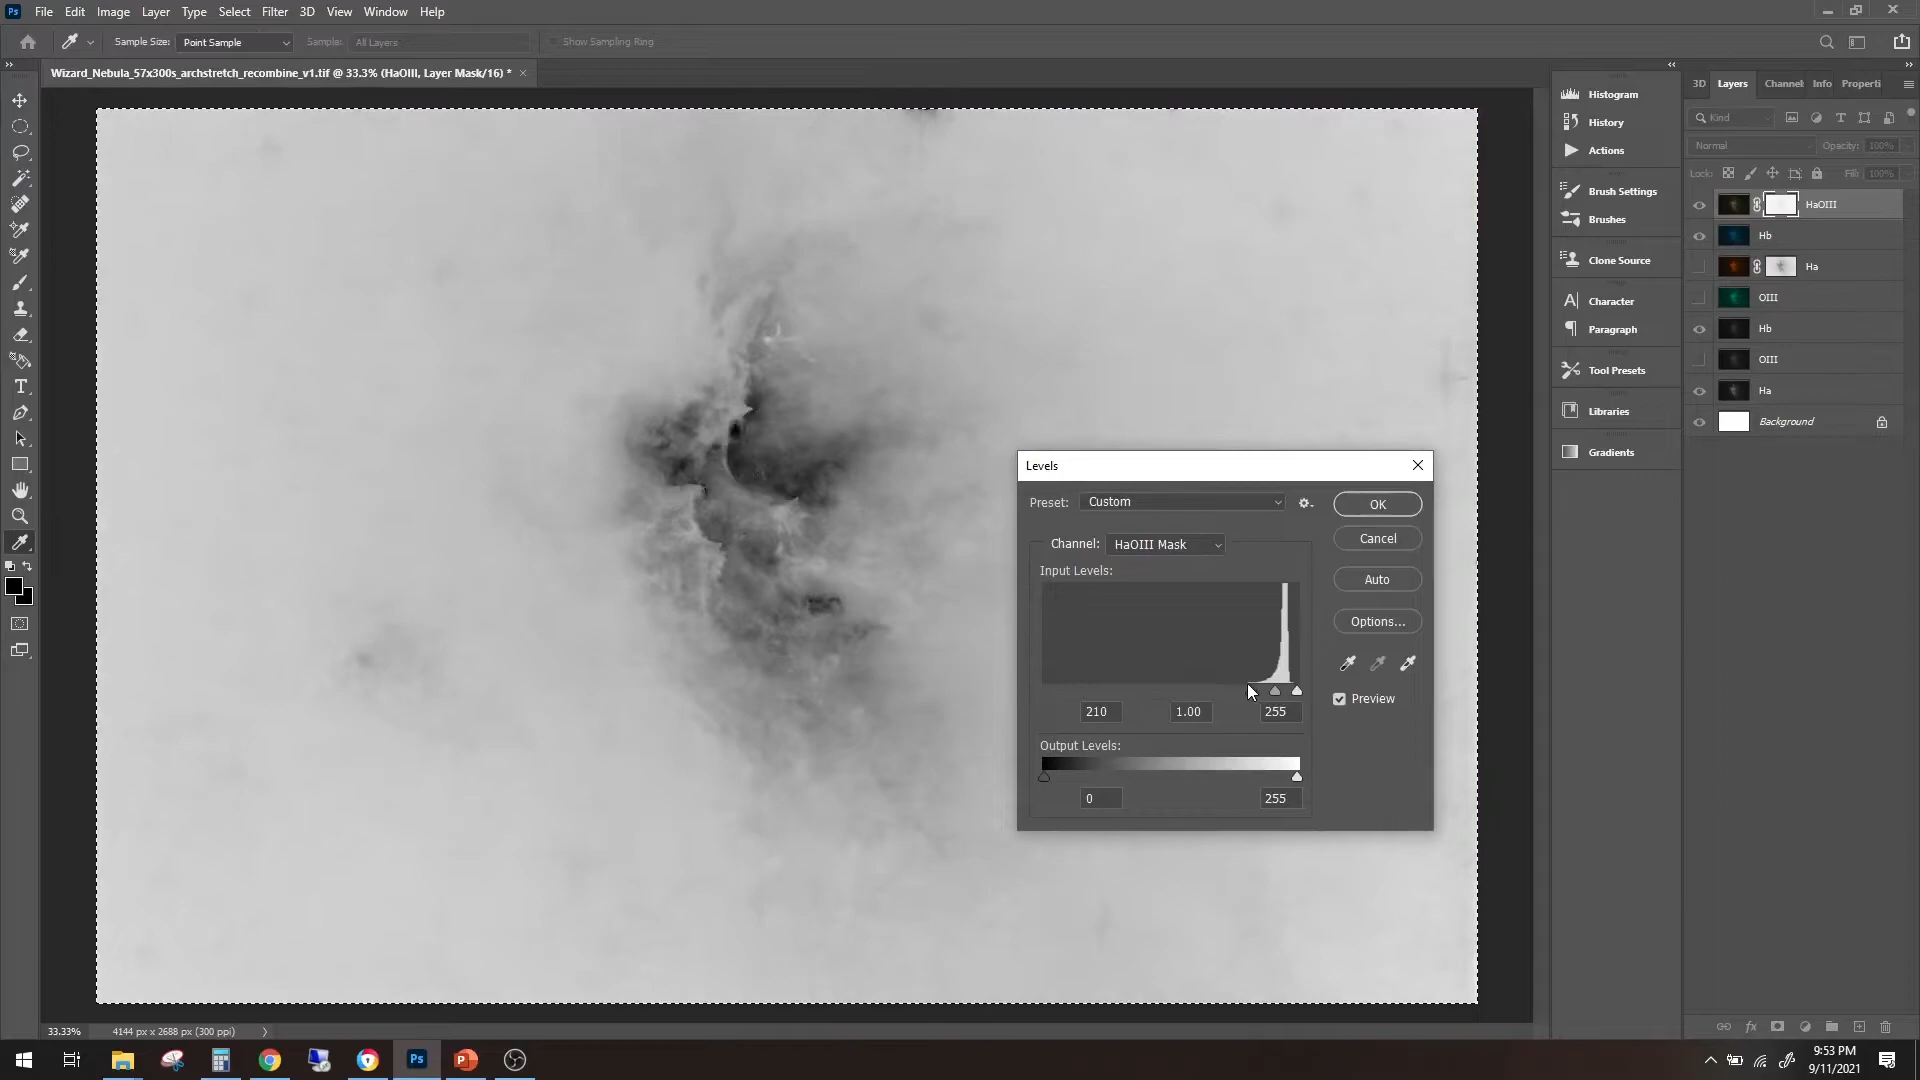 Ps File Edit Image Layer Type Select Filter 3D View Window Help
Sample Size: Point Sample Sample: All Layers Show Sampling Ring
Wizard_Nebula_57x300s_archstretch_recombine_v1.tif @ 33.3% (HaOIII, Layer Mask/16) * ×
Histogram
History
Actions
Brush Settings
Brushes
Clone Source
Character
Paragraph
Tool Presets
Libraries
Gradients
3D Layers Channel Info Properti
Kind
Normal Opacity: 100%
Lock: Fill: 100%
HaOIII
Hb
Ha
OIII
Hb
OIII
Ha
Background
Levels
Preset: Custom OK
Channel: HaOIII Mask Cancel
Input Levels: Auto
Options...
Preview
210 1.00 255
Output Levels:
0 255
33.33% 4144 px x 2688 px (300 ppi)
Ps P
9:53 PM
9/11/2021